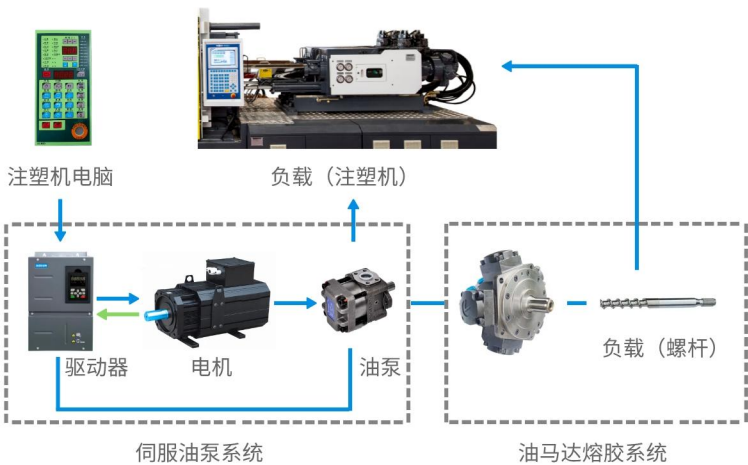 注塑机电脑
负载（注塑机）
驱动器
电机
油泵
负载（螺杆）
伺服油泵系统
油马达熔胶系统